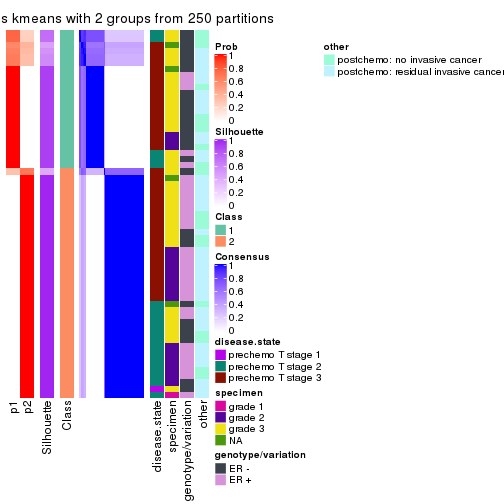 s kmeans with 2 groups from 250 partitions
Prob
1
0.8
0.6
0.4
0.2
0
Silhouette
1
0.8
0.6
0.4
0.2
0
Class
1
2
Consensus
1
0.8
0.6
0.4
0.2
0
disease.state
prechemo T stage 1
prechemo T stage 2
prechemo T stage 3
specimen
grade 1
grade 2
grade 3
NA
genotype/variation
ER -
ER +
other
postchemo: no invasive cancer
postchemo: residual invasive cancer
p1
p2
Silhouette
Class
disease.state
specimen
genotype/variation
other